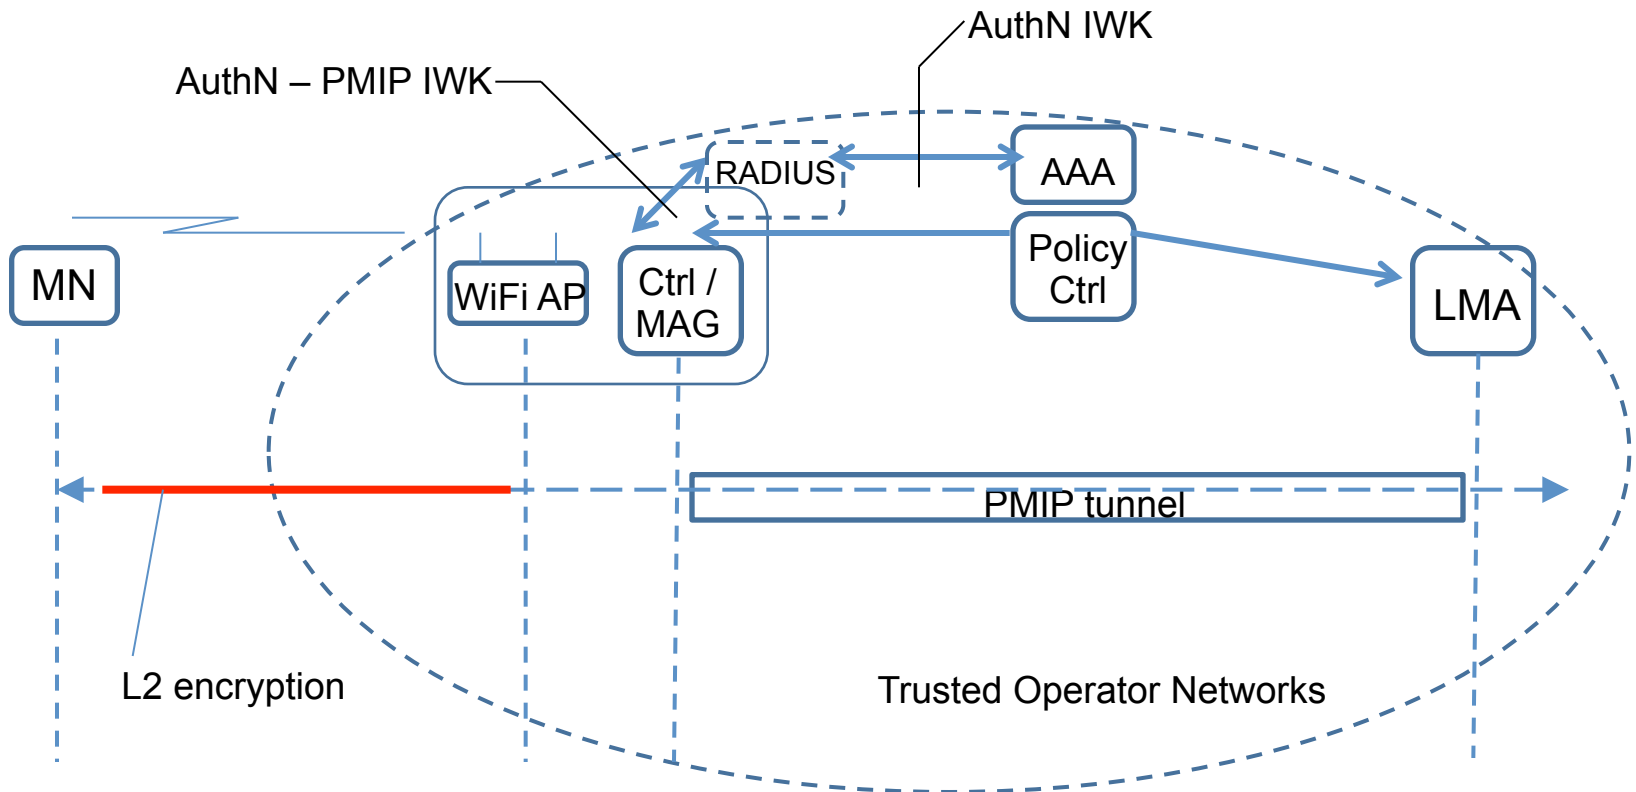 AuthN IWK
AuthN – PMIP IWK
RADIUS
AAA
MN
WiFi AP
Ctrl /
MAG
Policy
Ctrl
LMA
PMIP tunnel
L2 encryption
Trusted Operator Networks